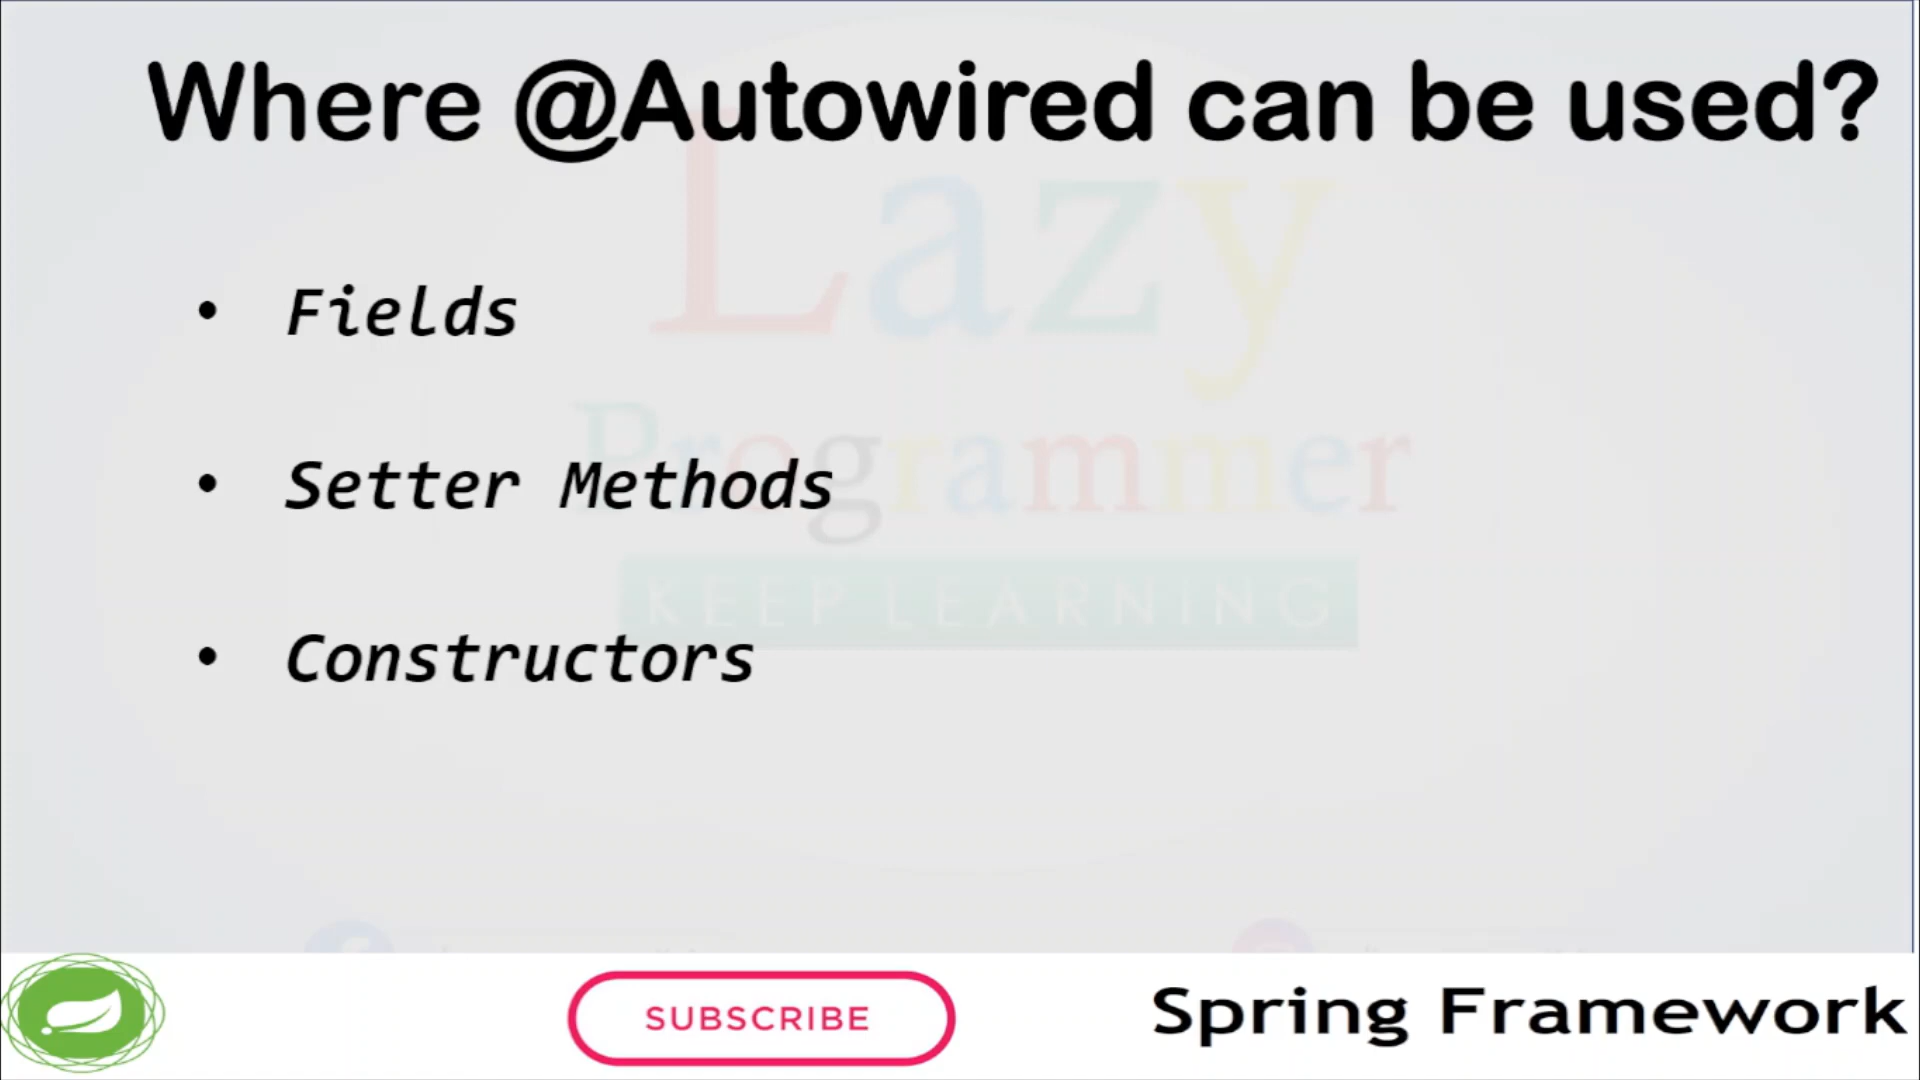 Where @Autowired can be used?
Lazy
• Fields
Programmer
• Setter Methods
KEEP LEARNING
• Constructors
SUBSCRIBE
Spring Framework